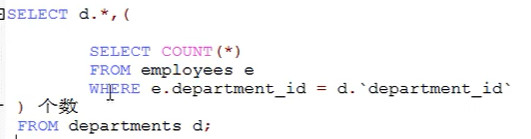 SELECT d.*,(
SELECT COUNT(*)
FROM employees e
WHERE e.department_id = d.`department_id`
) 个数
FROM departments d;